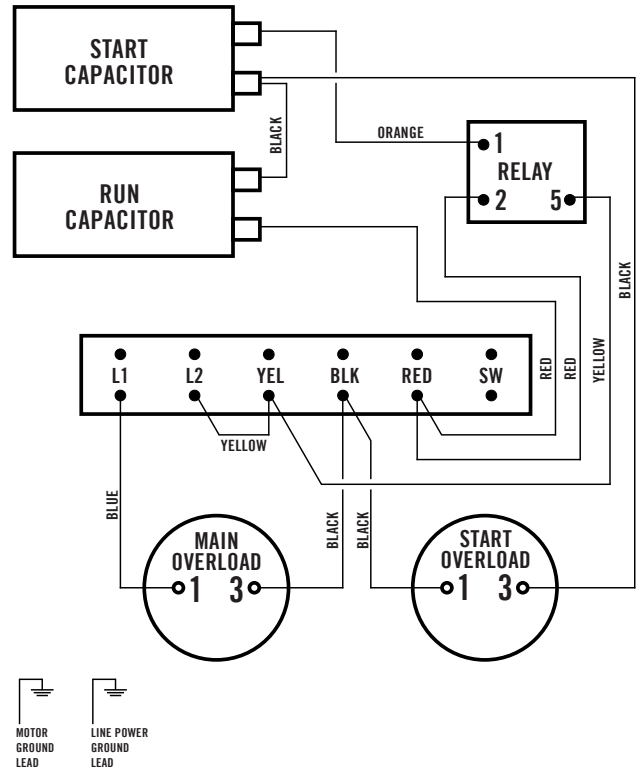 START
CAPACITOR
BLACK
ORANGE
1
RELAY
2 5
RUN
CAPACITOR
BLACK
RED
RED
YELLOW
L1 L2 YEL BLK RED SW
YELLOW
BLUE
BLACK
BLACK
MAIN
OVERLOAD
1 3
START
OVERLOAD
1 3
MOTOR
GROUND
LEAD
LINE POWER
GROUND
LEAD